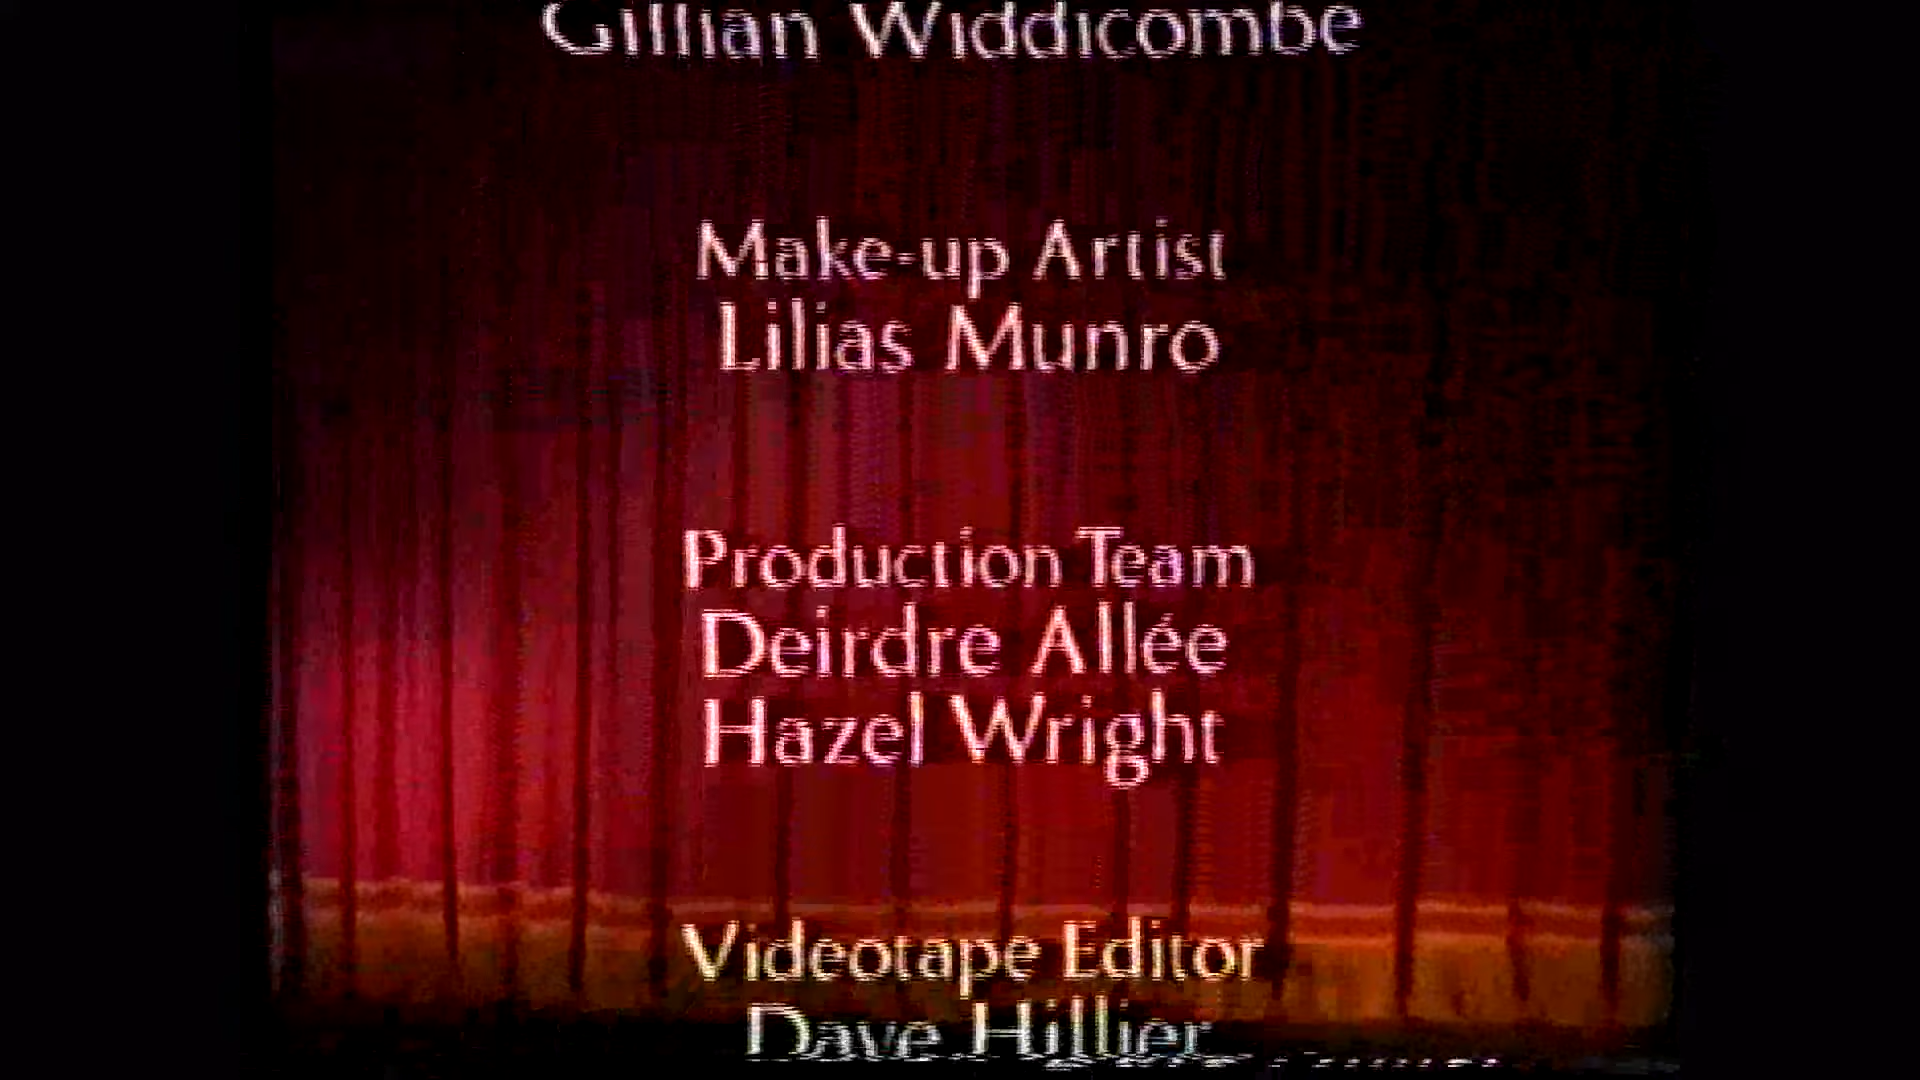 Gillian Widdicombe
Make-up Artist
Lilias Munro
Production Team
Deirdre Allée
Hazel Wright
Videotape Editor
Dave Hillier